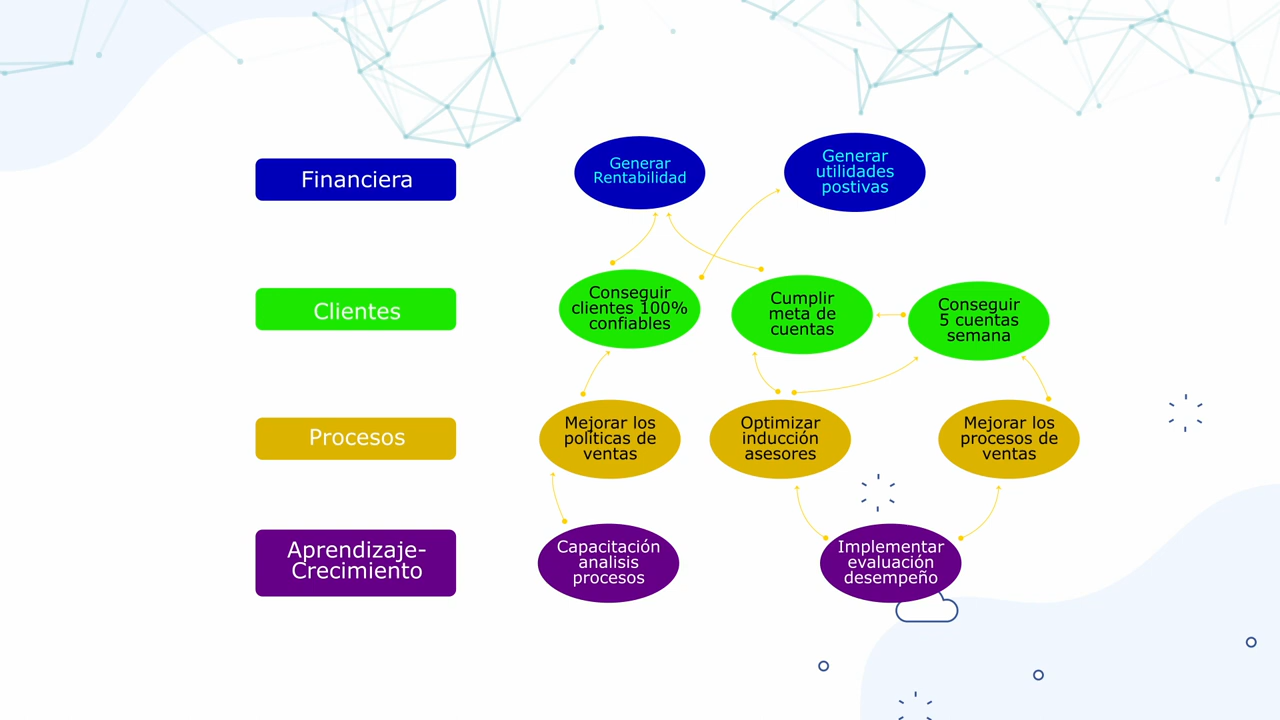 Financiera
Generar
Rentabilidad
Generar
utilidades
postivas
Clientes
Conseguir
clientes 100%
confiables
Cumplir
meta de
cuentas
Conseguir
5 cuentas
semana
Procesos
Mejorar los
políticas de
ventas
Optimizar
inducción
asesores
Mejorar los
procesos de
ventas
Aprendizaje-
Crecimiento
Capacitación
analisis
procesos
Implementar
evaluación
desempeño